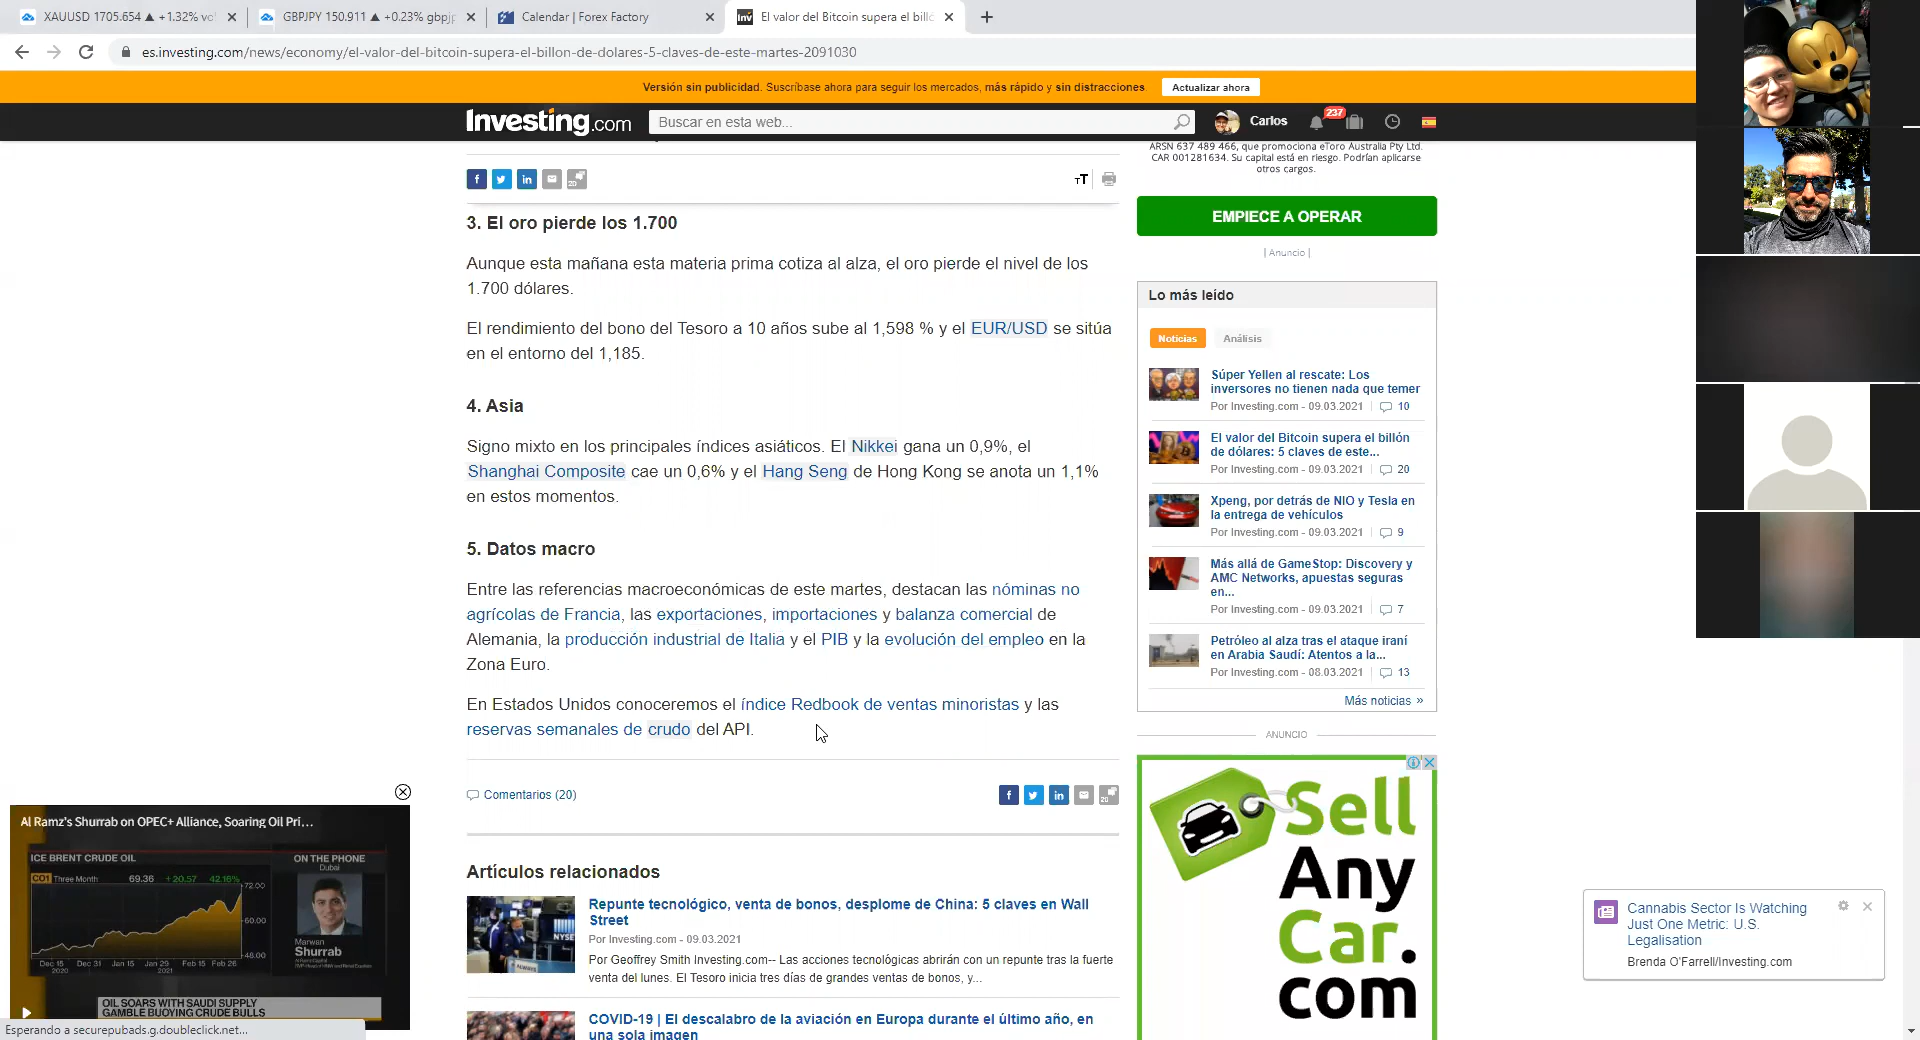 XAUUSD 1705.654 ▲ +1.32% vo
GBPJPY 150.911 ▲ +0.23% gbpjp
Calendar | Forex Factory
El valor del Bitcoin supera el billó
es.investing.com/news/economy/el-valor-del-bitcoin-supera-el-billon-de-dolares-5-claves-de-este-martes-2091030
Versión sin publicidad. Suscríbase ahora para seguir los mercados, más rápido y sin distracciones.
Actualizar ahora
Investing.com
Buscar en esta web...
Carlos
237
ARSN 637 489 466, que promociona eToro Australia Pty Ltd.
CAR 001281634. Su capital está en riesgo. Podrían aplicarse
otros cargos.
EMPIECE A OPERAR
| Anuncio |
3. El oro pierde los 1.700
Aunque esta mañana esta materia prima cotiza al alza, el oro pierde el nivel de los
1.700 dólares.
El rendimiento del bono del Tesoro a 10 años sube al 1,598 % y el EUR/USD se sitúa
en el entorno del 1,185.
4. Asia
Signo mixto en los principales índices asiáticos. El Nikkei gana un 0,9%, el
Shanghai Composite cae un 0,6% y el Hang Seng de Hong Kong se anota un 1,1%
en estos momentos.
5. Datos macro
Entre las referencias macroeconómicas de este martes, destacan las nóminas no
agrícolas de Francia, las exportaciones, importaciones y balanza comercial de
Alemania, la producción industrial de Italia y el PIB y la evolución del empleo en la
Zona Euro.
En Estados Unidos conoceremos el índice Redbook de ventas minoristas y las
reservas semanales de crudo del API.
Comentarios (20)
Artículos relacionados
Repunte tecnológico, venta de bonos, desplome de China: 5 claves en Wall
Street
Por Investing.com - 09.03.2021
Por Geoffrey Smith Investing.com-- Las acciones tecnológicas abrirán con un repunte tras la fuerte
venta del lunes. El Tesoro inicia tres días de grandes ventas de bonos, y...
COVID-19 | El descalabro de la aviación en Europa durante el último año, en
una sola imagen
Lo más leído
Noticias
Análisis
Súper Yellen al rescate: Los
inversores no tienen nada que temer
Por Investing.com - 09.03.2021 | 10
El valor del Bitcoin supera el billón
de dólares: 5 claves de este...
Por Investing.com - 09.03.2021 | 20
Xpeng, por detrás de NIO y Tesla en
la entrega de vehículos
Por Investing.com - 09.03.2021 | 9
Más allá de GameStop: Discovery y
AMC Networks, apuestas seguras
en...
Por Investing.com - 09.03.2021 | 7
Petróleo al alza tras el ataque iraní
en Arabia Saudí: Atentos a la...
Por Investing.com - 08.03.2021 | 13
Más noticias »
ANUNCIO
Sell
Any
Car.
com
Cannabis Sector Is Watching
Just One Metric: U.S.
Legalisation
Brenda O'Farrell/Investing.com
Al Ramz's Shurrab on OPEC+ Alliance, Soaring Oil Pri...
ICE BRENT CRUDE OIL
CO1 Three Month 69.36 +20.57 42.16%
72.00
60.00
48.00
Dec 15 Dec 31 Jan 15 Jan 29 Feb 16 Feb 26
2020 2021
ON THE PHONE
Dubai
Marwan
Shurrab
OIL SOARS WITH SAUDI SUPPLY
GAMBLE BUOYING CRUDE BULLS
Esperando a securepubads.g.doubleclick.net...